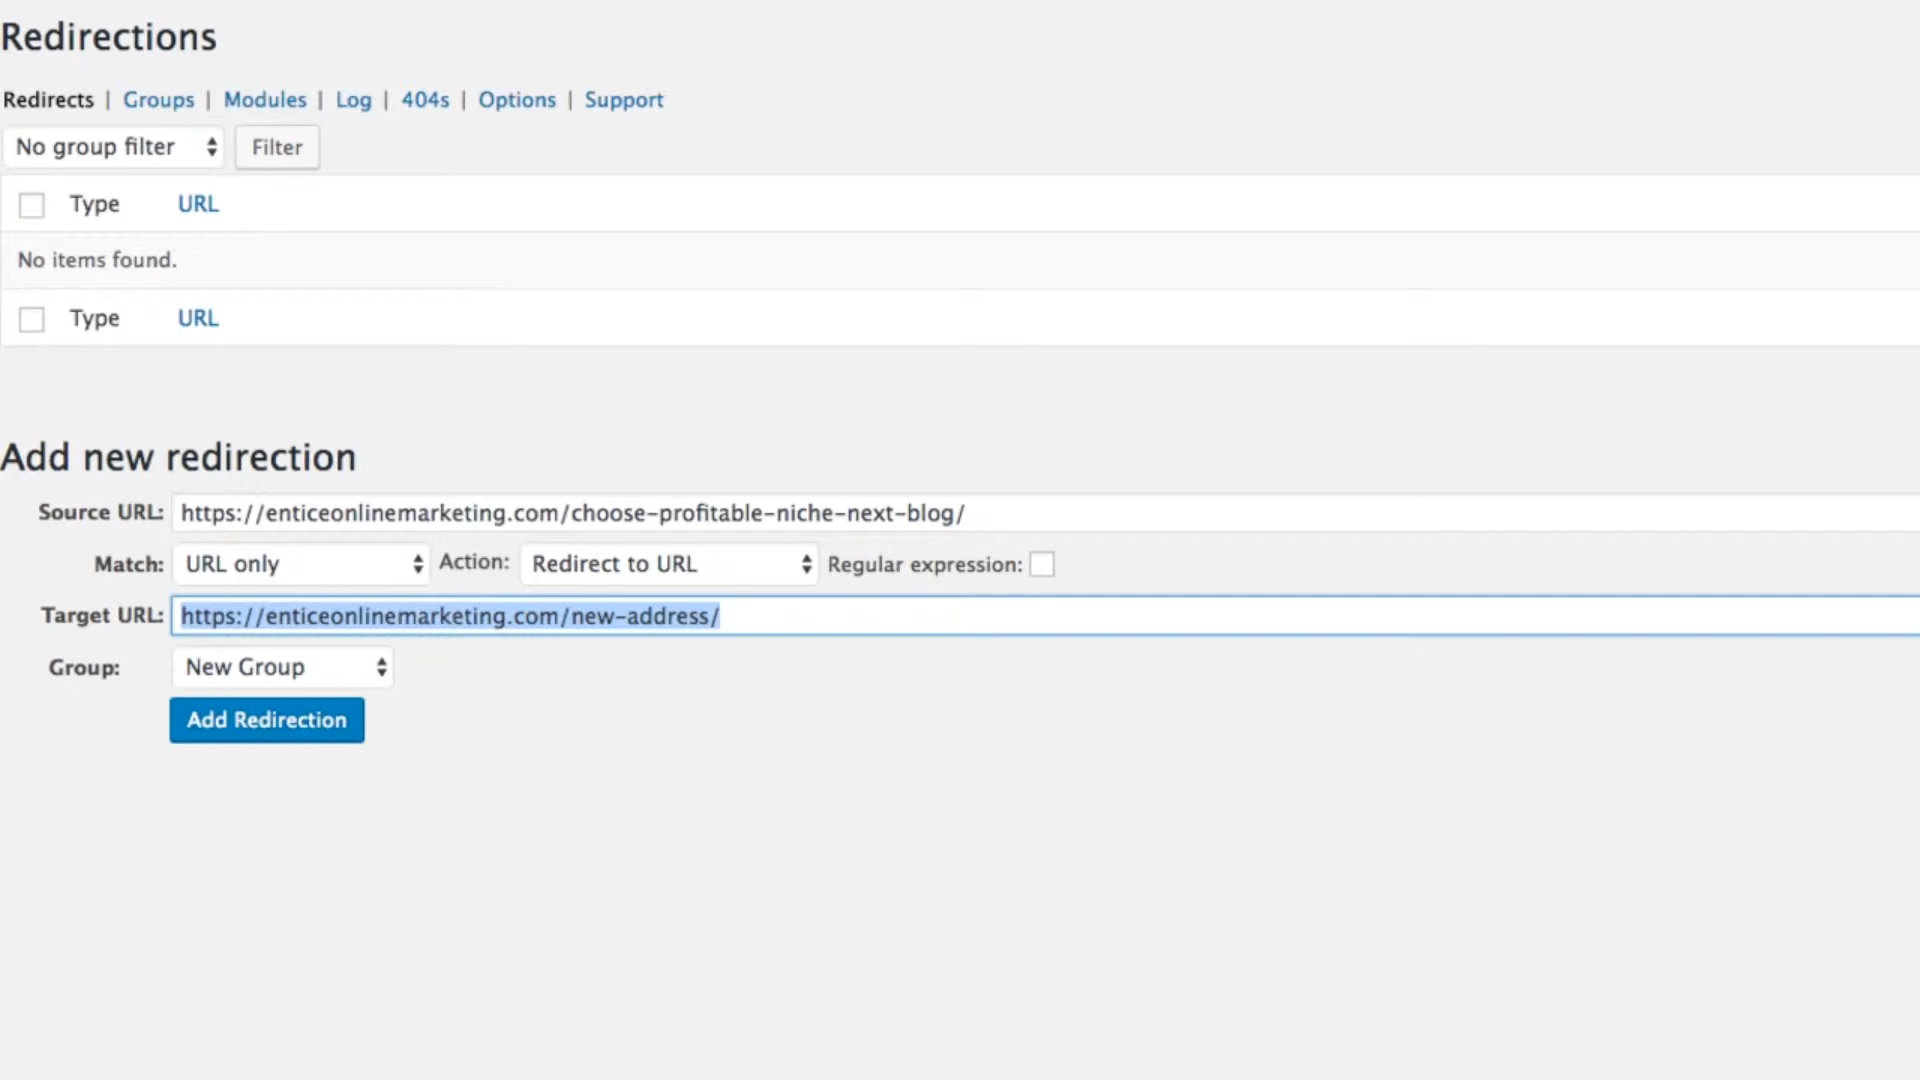 Redirections
Redirects | Groups | Modules | Log | 404s | Options | Support
No group filter Filter
Type URL
No items found.
Type URL
Add new redirection
Source URL: https://enticeonlinemarketing.com/choose-profitable-niche-next-blog/
Match: URL only Action: Redirect to URL Regular expression:
Target URL: https://enticeonlinemarketing.com/new-address/
Group: New Group
Add Redirection